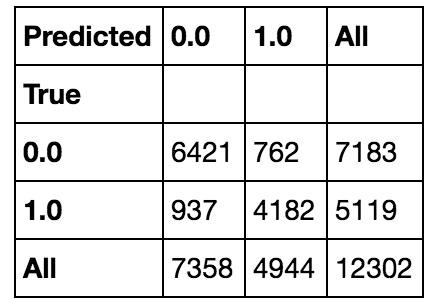 Predicted 0.0 1.0 All
True
0.0 6421 762 7183
1.0 937 4182 5119
All 7358 4944 12302